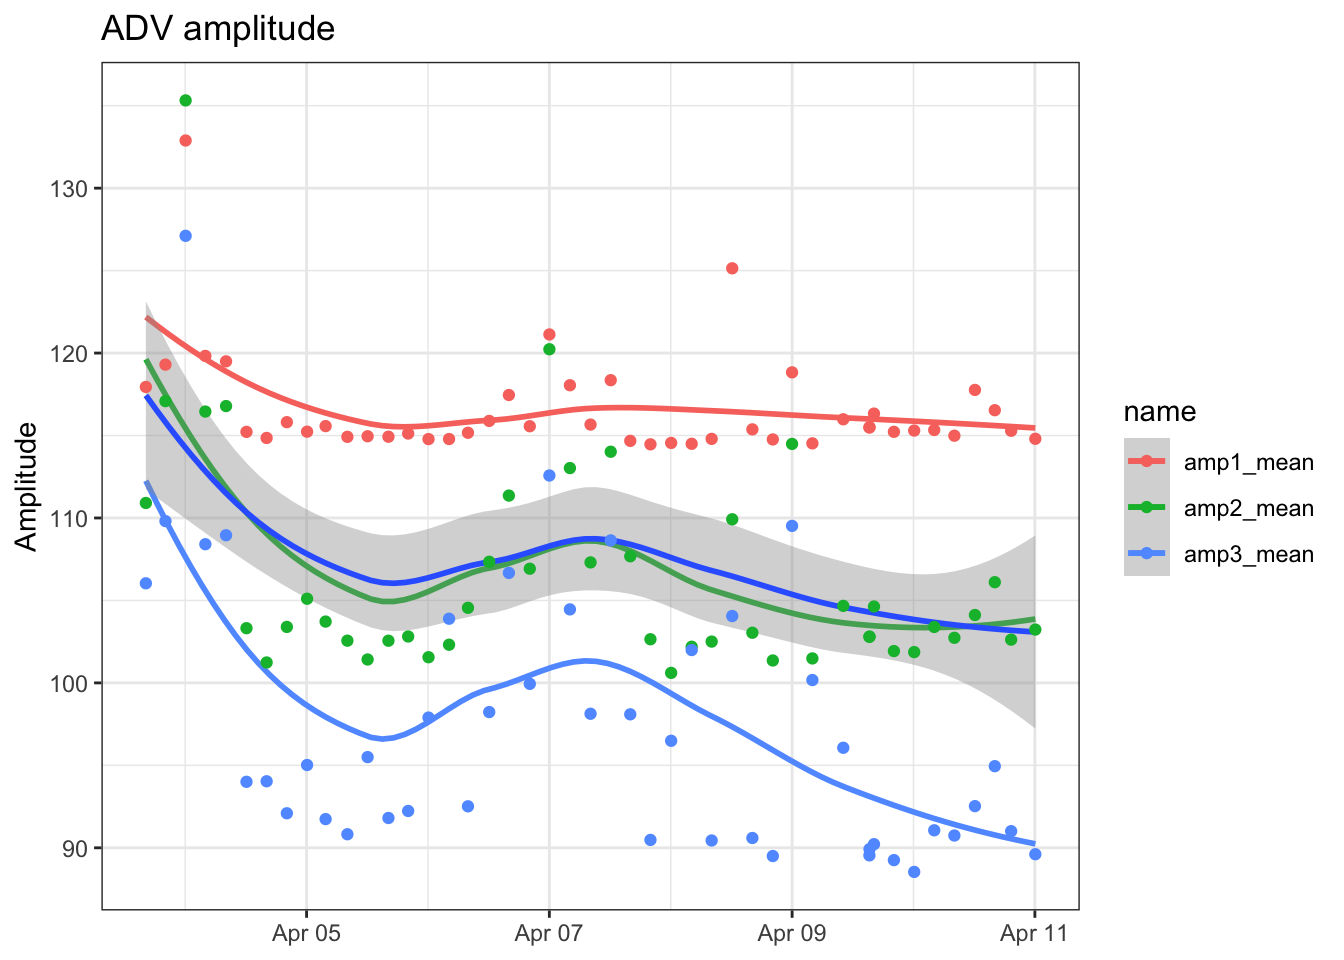 ADV amplitude
Amplitude
130
120
110
100
90
Apr 05
Apr 07
Apr 09
Apr 11
name
amp1_mean
amp2_mean
amp3_mean